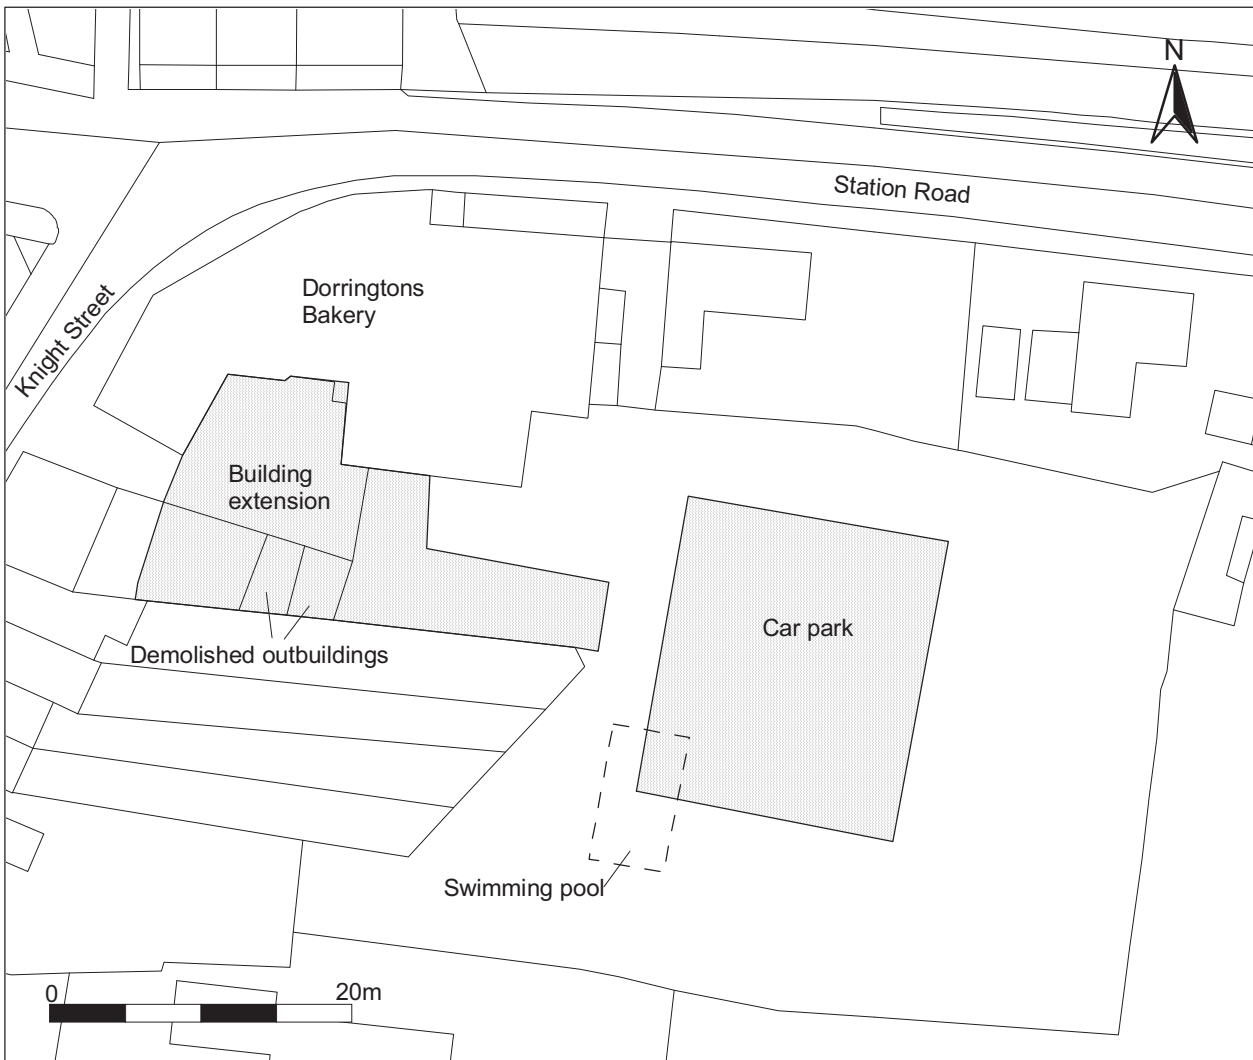 N
Station Road
Dorringtons
Bakery
Knight Street
Building
extension
Car park
Demolished outbuildings
Swimming pool
0
20m